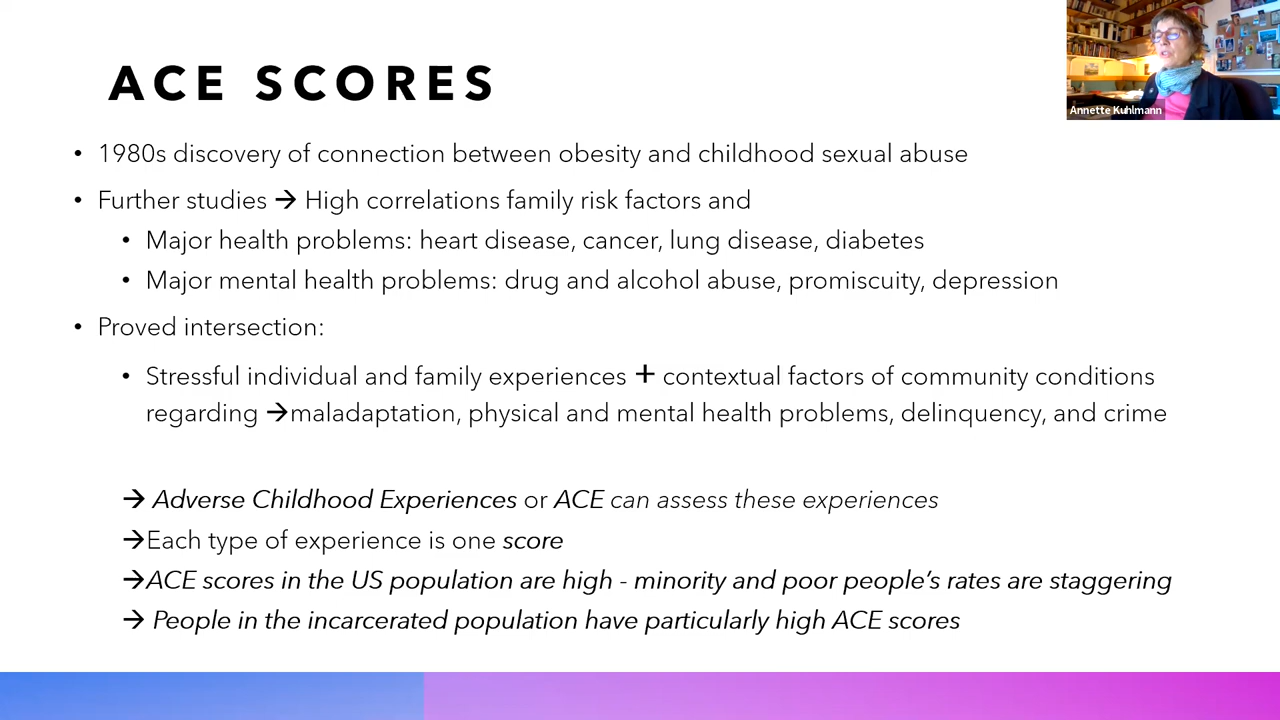 ACE SCORES
Annette Kuhlmann
• 1980s discovery of connection between obesity and childhood sexual abuse
• Further studies → High correlations family risk factors and
• Major health problems: heart disease, cancer, lung disease, diabetes
• Major mental health problems: drug and alcohol abuse, promiscuity, depression
• Proved intersection:
• Stressful individual and family experiences + contextual factors of community conditions
regarding →maladaptation, physical and mental health problems, delinquency, and crime
→ Adverse Childhood Experiences or ACE can assess these experiences
→Each type of experience is one score
→ACE scores in the US population are high - minority and poor people's rates are staggering
→ People in the incarcerated population have particularly high ACE scores